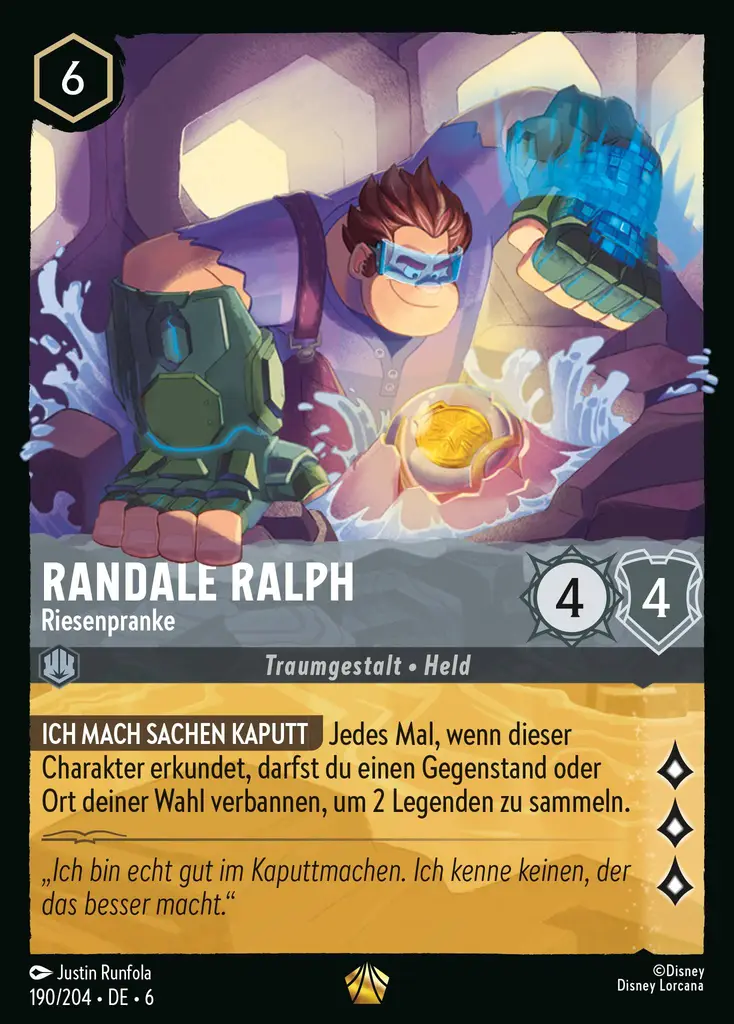 6
RANDALE RALPH
Riesenpranke
4
4
Traumgestalt • Held
ICH MACH SACHEN KAPUTT Jedes Mal, wenn dieser
Charakter erkundet, darfst du einen Gegenstand oder
Ort deiner Wahl verbannen, um 2 Legenden zu sammeln.
„Ich bin echt gut im Kaputtmachen. Ich kenne keinen, der
das besser macht.“
Justin Runfola
190/204 • DE • 6
©Disney
Disney Lorcana